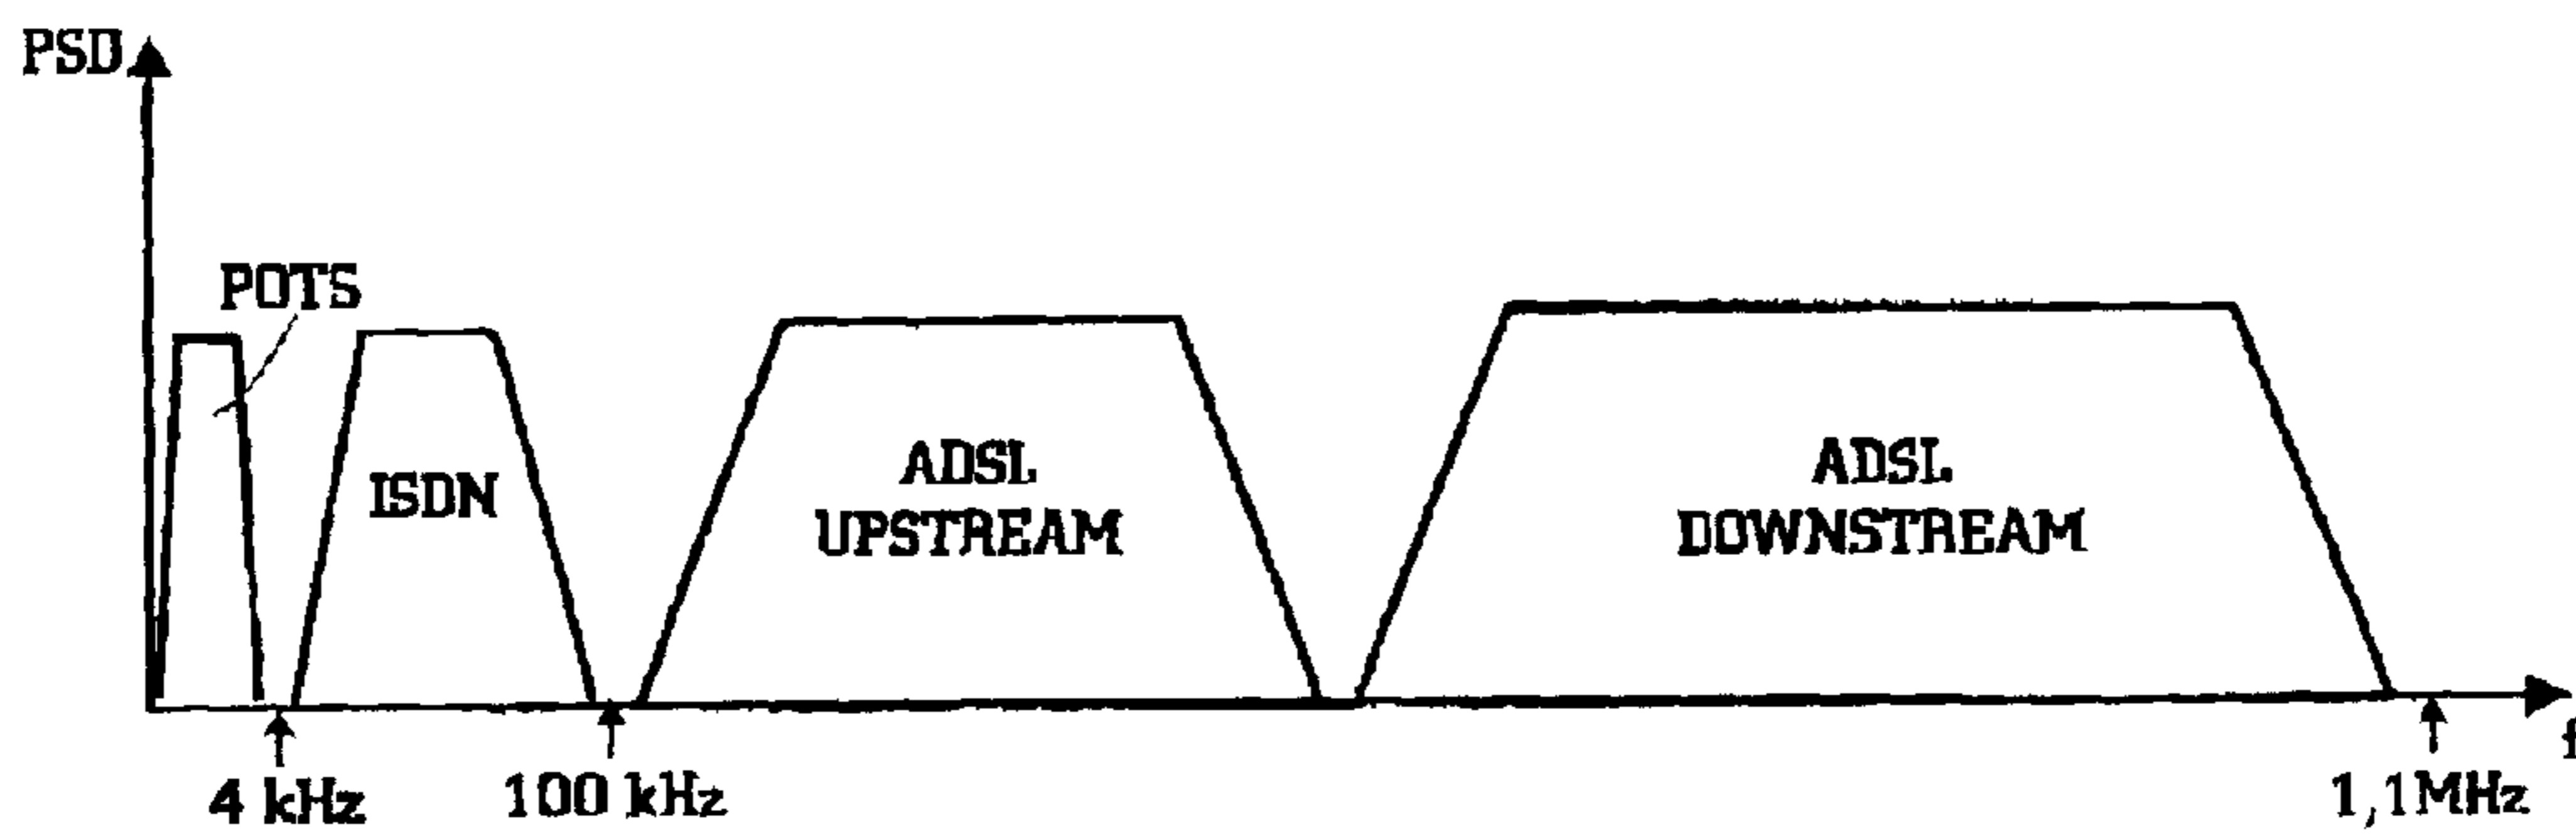 PSD
POTS
ISDN
ADSL
UPSTREAM
ADSL
DOWNSTREAM
f
4 kHz
100 kHz
1,1MHz